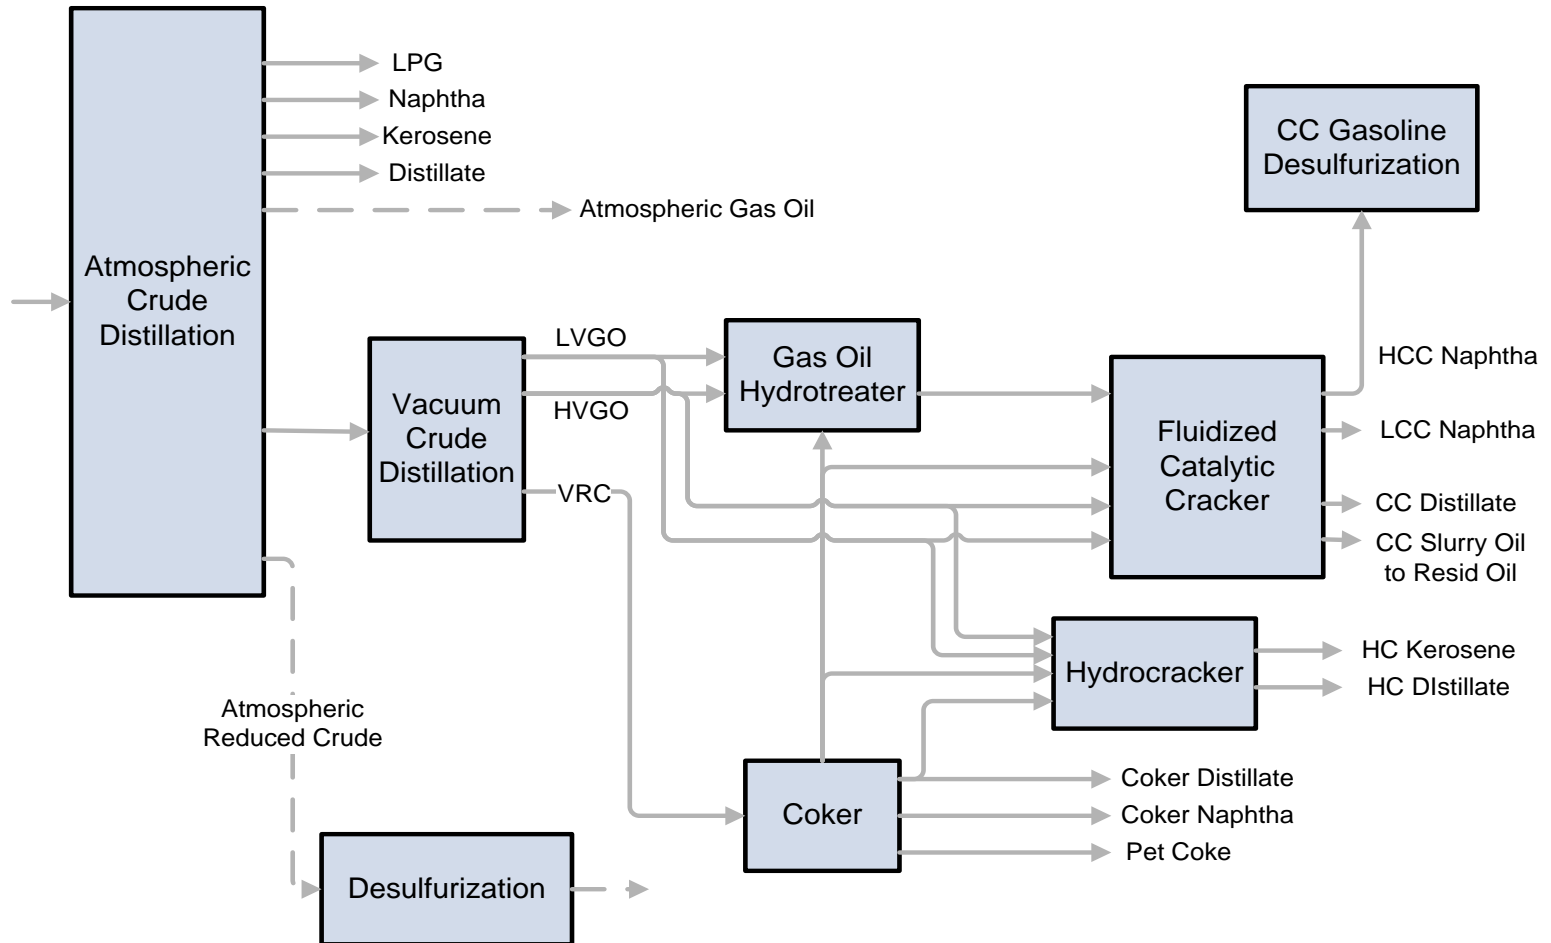 LPG
Naphtha
Kerosene
Distillate
Atmospheric Gas Oil
Atmospheric
Crude
Distillation
CC Gasoline
Desulfurization
LVGO
HVGO
VRC
Vacuum
Crude
Distillation
Gas Oil
Hydrotreater
Fluidized
Catalytic
Cracker
HCC Naphtha
LCC Naphtha
CC Distillate
CC Slurry Oil
to Resid Oil
Hydrocracker
HC Kerosene
HC DIstillate
Atmospheric
Reduced Crude
Coker
Coker Distillate
Coker Naphtha
Pet Coke
Desulfurization